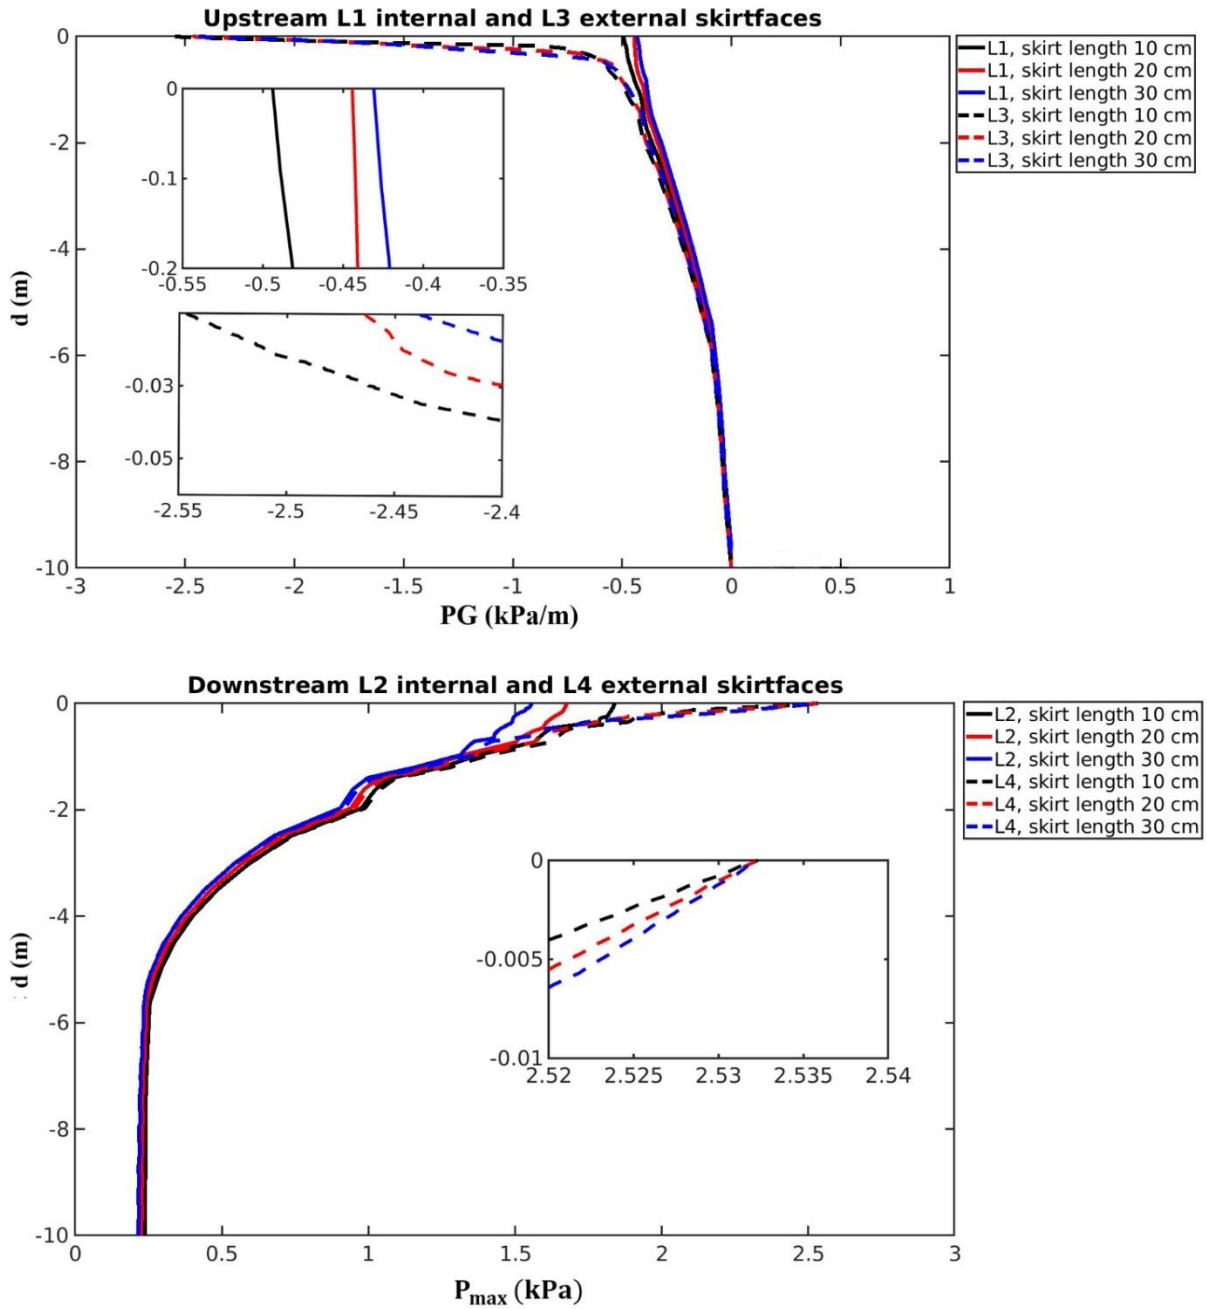 Upstream L1 internal and L3 external skirtfaces
0
-2
-4
-6
-8
-10
d (m)
-3 -2.5 -2 -1.5 -1 -0.5 0 0.5 1
PG (kPa/m)
L1, skirt length 10 cm
L1, skirt length 20 cm
L1, skirt length 30 cm
L3, skirt length 10 cm
L3, skirt length 20 cm
L3, skirt length 30 cm
0
-0.1
-0.2
-0.55 -0.5 -0.45 -0.4 -0.35
-0.03
-0.05
-2.55 -2.5 -2.45 -2.4
Downstream L2 internal and L4 external skirtfaces
0
-2
-4
-6
-8
-10
d (m)
0 0.5 1 1.5 2 2.5 3
Pmax (kPa)
L2, skirt length 10 cm
L2, skirt length 20 cm
L2, skirt length 30 cm
L4, skirt length 10 cm
L4, skirt length 20 cm
L4, skirt length 30 cm
0
-0.005
-0.01
2.52 2.525 2.53 2.535 2.54